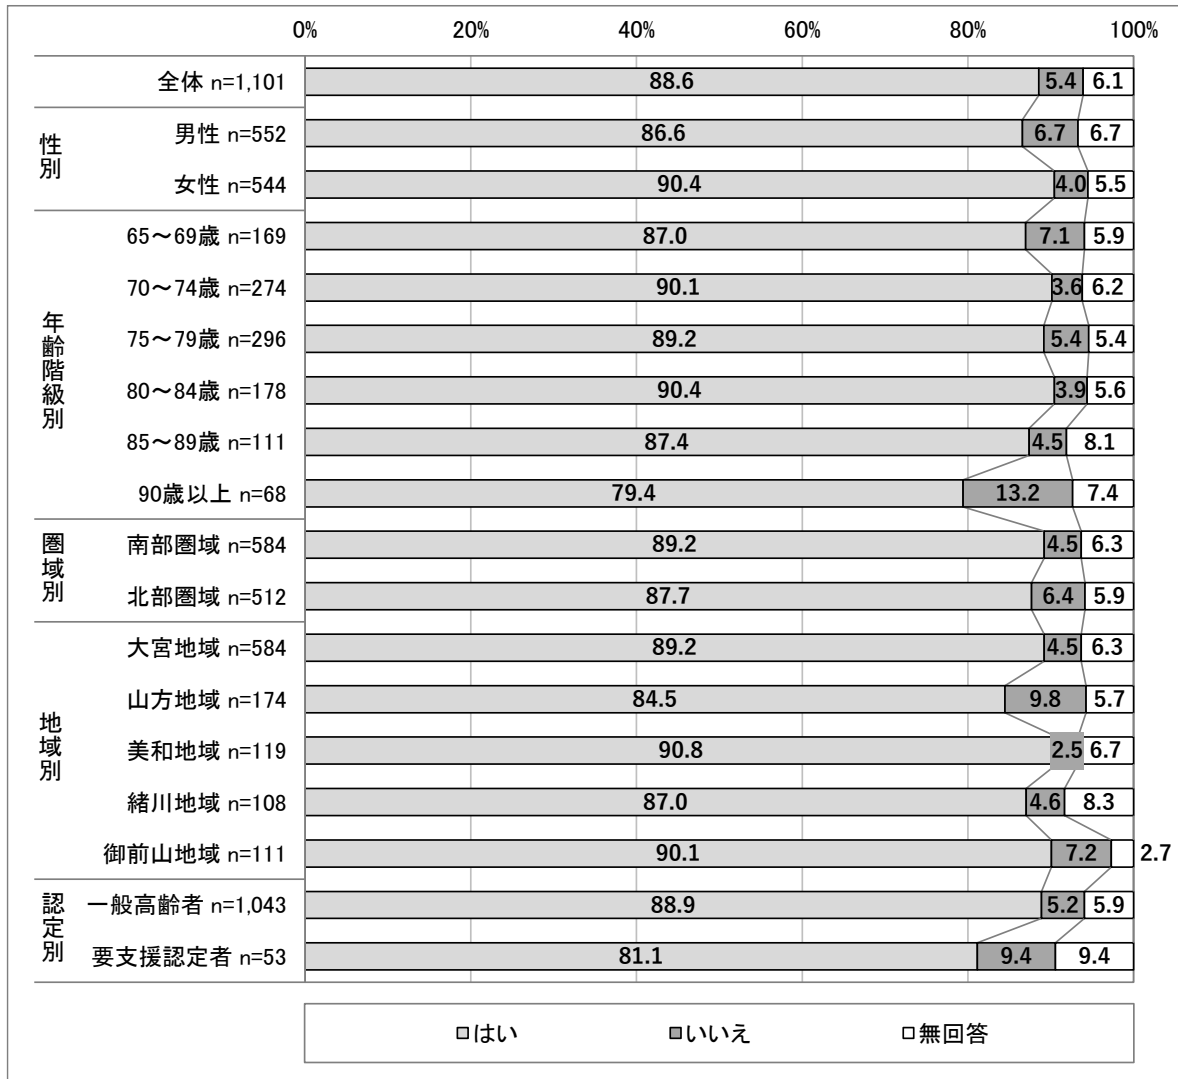 0% 20% 40% 60% 80% 100%
全体 n=1,101 88.6 5.4 6.1
性別
男性 n=552 86.6 6.7 6.7
女性 n=544 90.4 4.0 5.5
年齢階級別
65～69歳 n=169 87.0 7.1 5.9
70～74歳 n=274 90.1 3.6 6.2
75～79歳 n=296 89.2 5.4 5.4
80～84歳 n=178 90.4 3.9 5.6
85～89歳 n=111 87.4 4.5 8.1
90歳以上 n=68 79.4 13.2 7.4
圏域別
南部圏域 n=584 89.2 4.5 6.3
北部圏域 n=512 87.7 6.4 5.9
地域別
大宮地域 n=584 89.2 4.5 6.3
山方地域 n=174 84.5 9.8 5.7
美和地域 n=119 90.8 2.5 6.7
緒川地域 n=108 87.0 4.6 8.3
御前山地域 n=111 90.1 7.2 2.7
認定別
一般高齢者 n=1,043 88.9 5.2 5.9
要支援認定者 n=53 81.1 9.4 9.4
はい いいえ 無回答